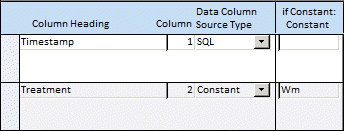 Data Column if Constant:
Column Heading Column Source Type Constant
Timestamp 1 SQL
Treatment 2 Constant Wm